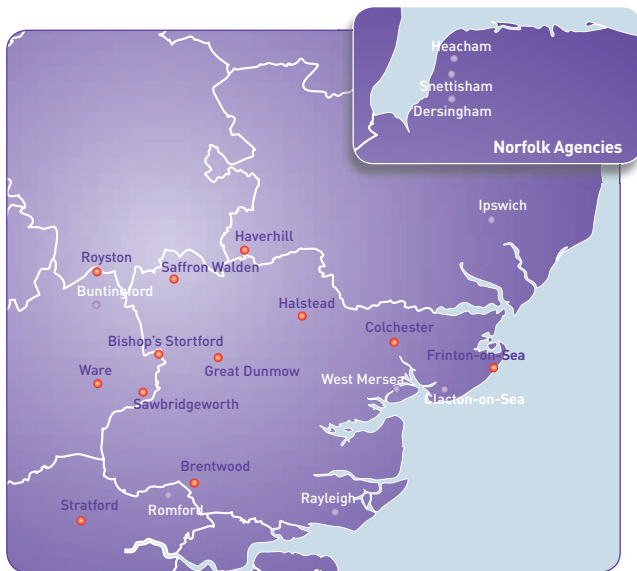 Heacham
Snettisham
Dersingham
Norfolk Agencies
Ipswich
Haverhill
Royston
Saffron Walden
Buntingford
Halstead
Colchester
Bishop's Stortford
Frinton-on-Sea
Ware
Great Dunmow
West Mersea
Clacton-on-Sea
Sawbridgeworth
Brentwood
Stratford
Romford
Rayleigh